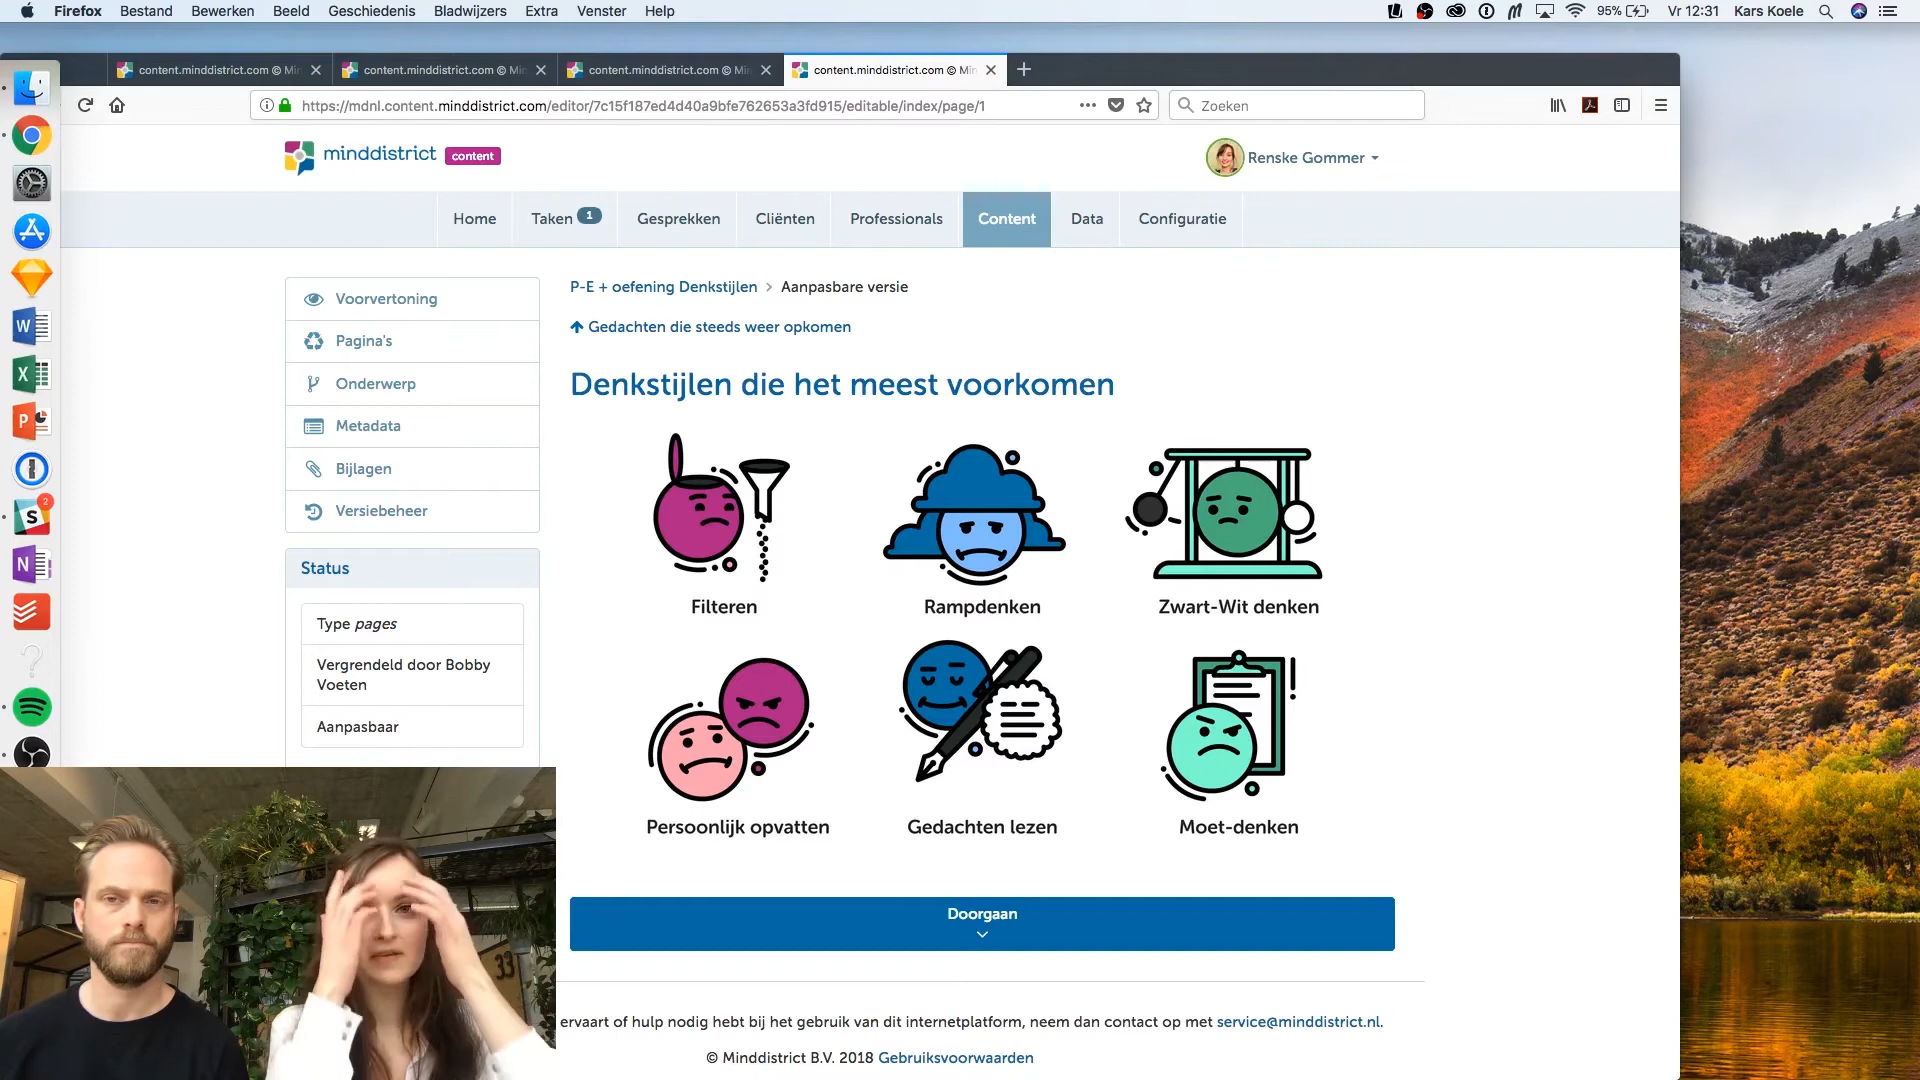 Firefox Bestand Bewerken Beeld Geschiedenis Bladwijzers Extra Venster Help
95% Vr 12:31 Kars Koele
content.minddistrict.com © Min
content.minddistrict.com © Min
content.minddistrict.com © Min
content.minddistrict.com © Min
https://mdnl.content.minddistrict.com/editor/7c15f187ed4d40a9bfe762653a3fd915/editable/index/page/1
Zoeken
minddistrict content
Renske Gommer
Home
Taken 1
Gesprekken
Cliënten
Professionals
Content
Data
Configuratie
Voorvertoning
Pagina's
Onderwerp
Metadata
Bijlagen
Versiebeheer
Status
Type pages
Vergrendeld door Bobby
Voeten
Aanpasbaar
P-E + oefening Denkstijlen > Aanpasbare versie
Gedachten die steeds weer opkomen
Denkstijlen die het meest voorkomen
Filteren
Rampdenken
Zwart-Wit denken
Persoonlijk opvatten
Gedachten lezen
Moet-denken
Doorgaan
ervaart of hulp nodig hebt bij het gebruik van dit internetplatform, neem dan contact op met service@minddistrict.nl.
© Minddistrict B.V. 2018 Gebruiksvoorwaarden
W
X
P
S
2
N
33